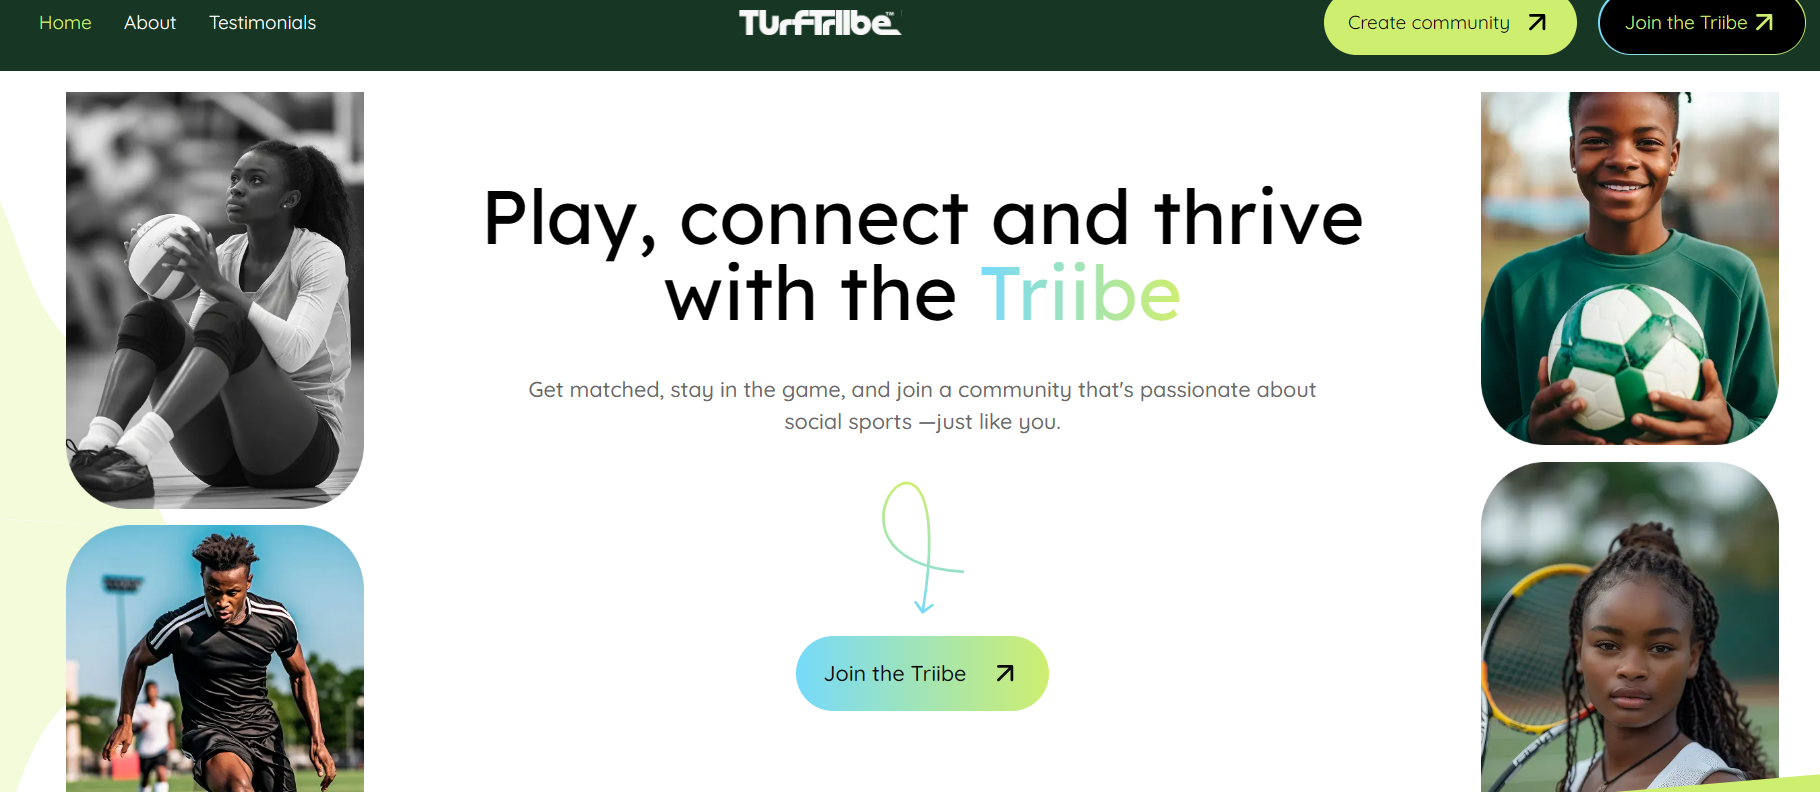 Home About Testimonials
TurfTriibe™
Create community
Join the Triibe
Play, connect and thrive
with the Triibe
Get matched, stay in the game, and join a community that's passionate about
social sports —just like you.
Join the Triibe